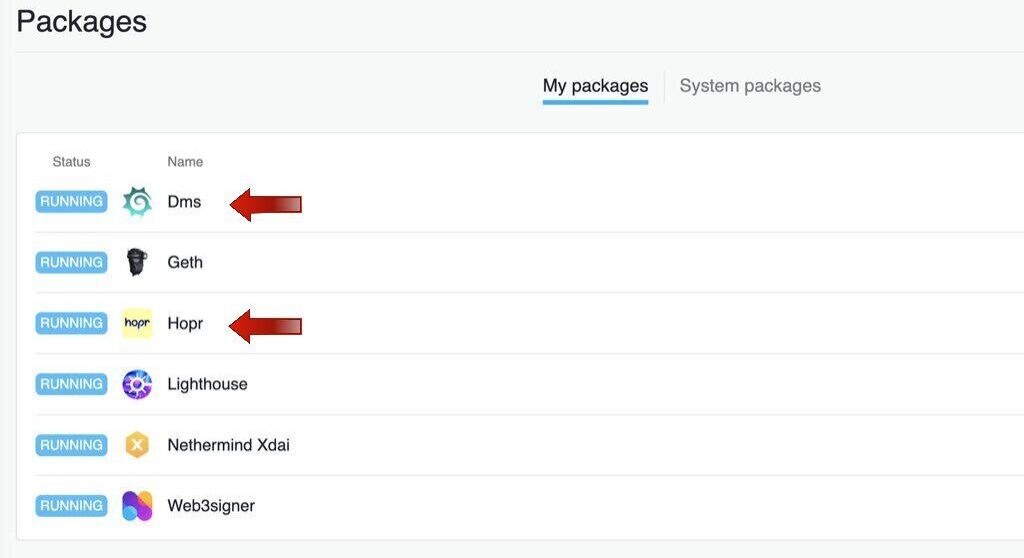 Packages
My packages System packages
Status Name
RUNNING Dms
RUNNING Geth
RUNNING hopr Hopr
RUNNING Lighthouse
RUNNING X Nethermind Xdai
RUNNING Web3signer